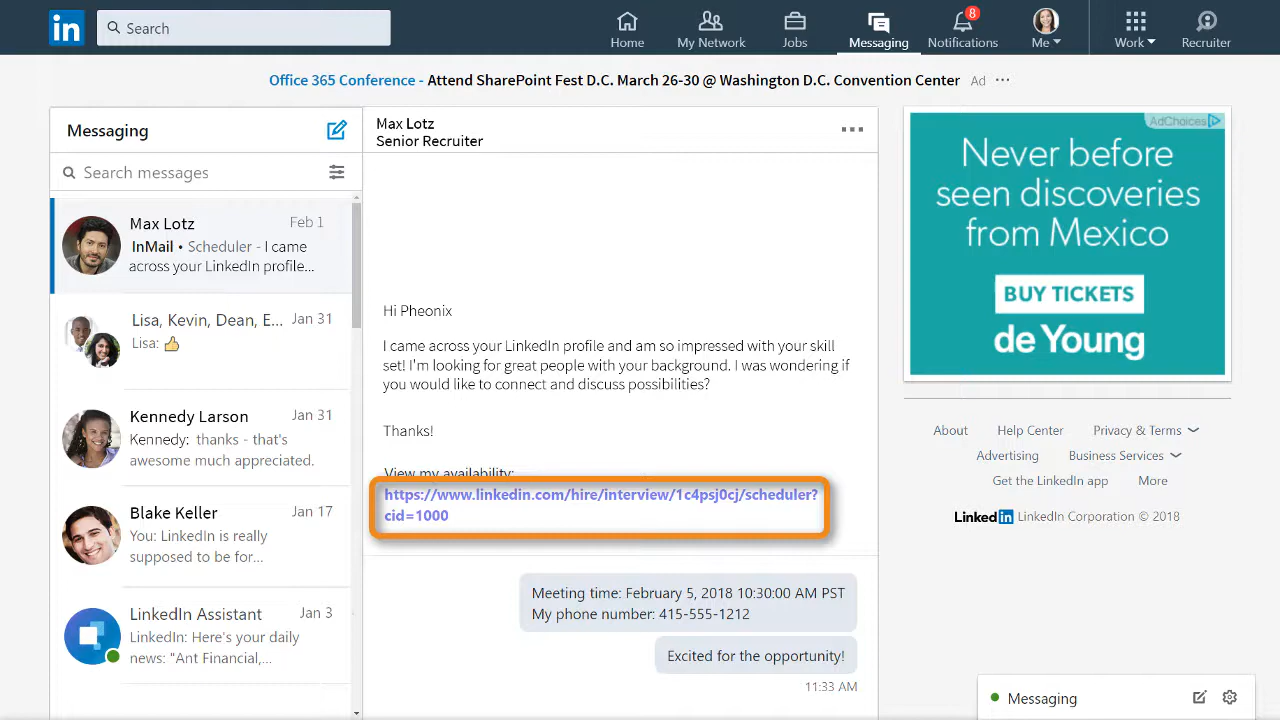 in
Search
Home
My Network
Jobs
Messaging
8
Notifications
Me
Work
Recruiter
Office 365 Conference - Attend SharePoint Fest D.C. March 26-30 @ Washington D.C. Convention Center Ad ···
Messaging
Search messages
Max Lotz Feb 1
InMail • Scheduler - I came
across your LinkedIn profile...
Lisa, Kevin, Dean, E... Jan 31
Lisa: 👍
Kennedy Larson Jan 31
Kennedy: thanks - that's
awesome much appreciated.
Blake Keller Jan 17
You: LinkedIn is really
supposed to be for...
LinkedIn Assistant Jan 3
LinkedIn: Here's your daily
news: "Ant Financial,...
Max Lotz
Senior Recruiter
Hi Pheonix
I came across your LinkedIn profile and am so impressed with your skill
set! I'm looking for great people with your background. I was wondering if
you would like to connect and discuss possibilities?
Thanks!
View my availability:
https://www.linkedin.com/hire/interview/1c4psj0cj/scheduler?
cid=1000
Meeting time: February 5, 2018 10:30:00 AM PST
My phone number: 415-555-1212
Excited for the opportunity!
11:33 AM
AdChoices
Never before
seen discoveries
from Mexico
BUY TICKETS
de Young
About Help Center Privacy & Terms
Advertising Business Services
Get the LinkedIn app More
LinkedIn LinkedIn Corporation © 2018
Messaging